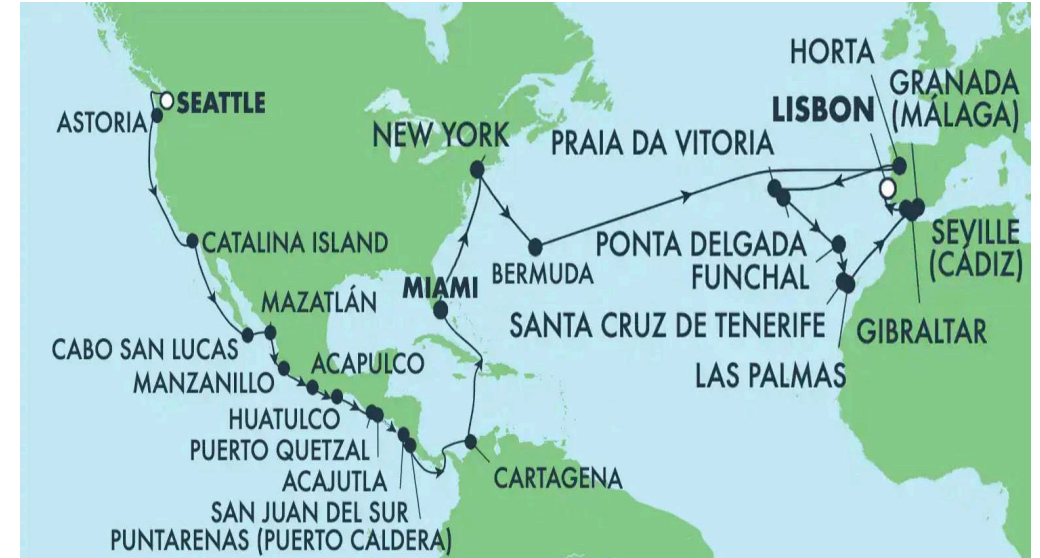 HORTA
GRANADA
(MÁLAGA)
LISBON
SEATTLE
ASTORIA
NEW YORK
PRAIA DA VITORIA
CATALINA ISLAND
PONTA DELGADA
SEVILLE
(CÁDIZ)
BERMUDA
FUNCHAL
MIAMI
MAZATLÁN
SANTA CRUZ DE TENERIFE
GIBRALTAR
CABO SAN LUCAS
ACAPULCO
MANZANILLO
LAS PALMAS
HUATULCO
PUERTO QUETZAL
CARTAGENA
ACAJUTLA
SAN JUAN DEL SUR
PUNTARENAS (PUERTO CALDERA)